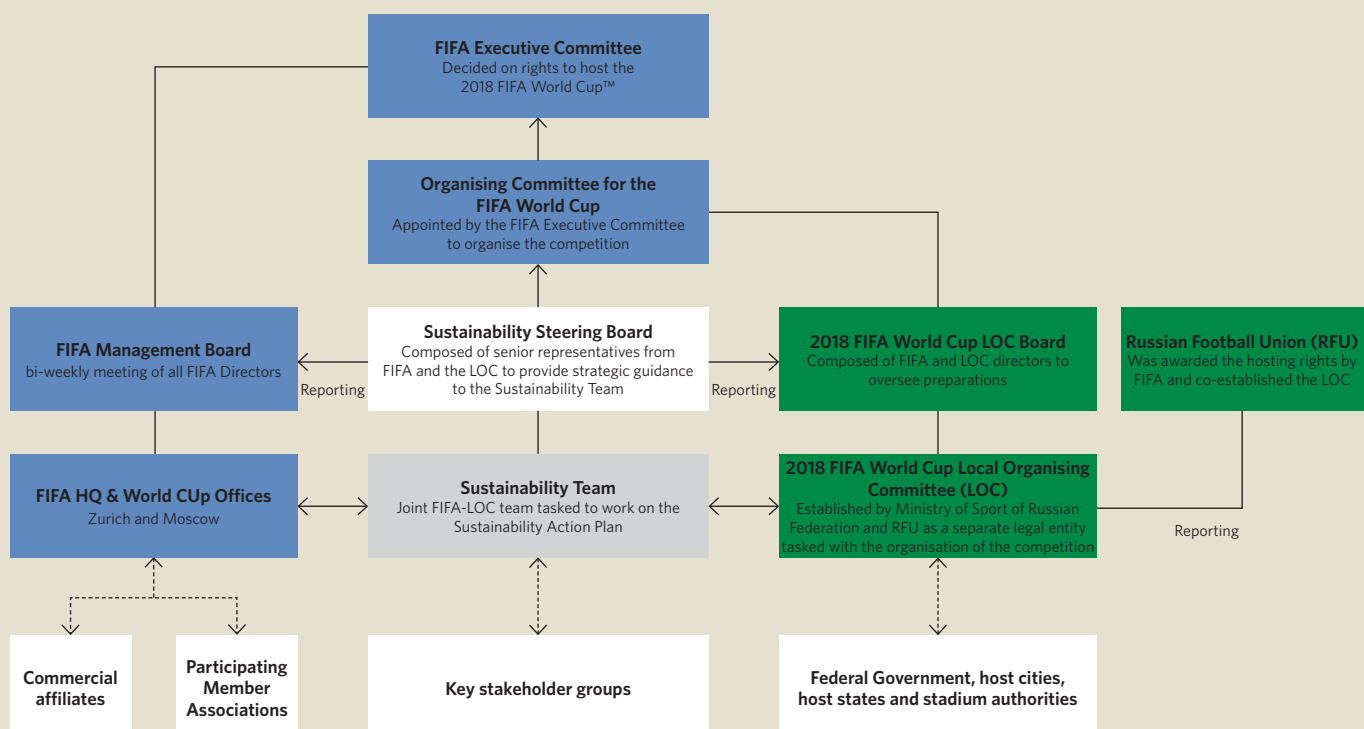 FIFA Executive Committee
Decided on rights to host the
2018 FIFA World Cup™
Organising Committee for the
FIFA World Cup
Appointed by the FIFA Executive Committee
to organise the competition
FIFA Management Board
bi-weekly meeting of all FIFA Directors
Reporting
Sustainability Steering Board
Composed of senior representatives from
FIFA and the LOC to provide strategic guidance
to the Sustainability Team
Reporting
2018 FIFA World Cup LOC Board
Composed of FIFA and LOC directors to
oversee preparations
Russian Football Union (RFU)
Was awarded the hosting rights by
FIFA and co-established the LOC
FIFA HQ & World CUp Offices
Zurich and Moscow
Sustainability Team
Joint FIFA-LOC team tasked to work on the
Sustainability Action Plan
2018 FIFA World Cup Local Organising
Committee (LOC)
Established by Ministry of Sport of Russian
Federation and RFU as a separate legal entity
tasked with the organisation of the competition
Reporting
Commercial
affiliates
Participating
Member
Associations
Key stakeholder groups
Federal Government, host cities,
host states and stadium authorities